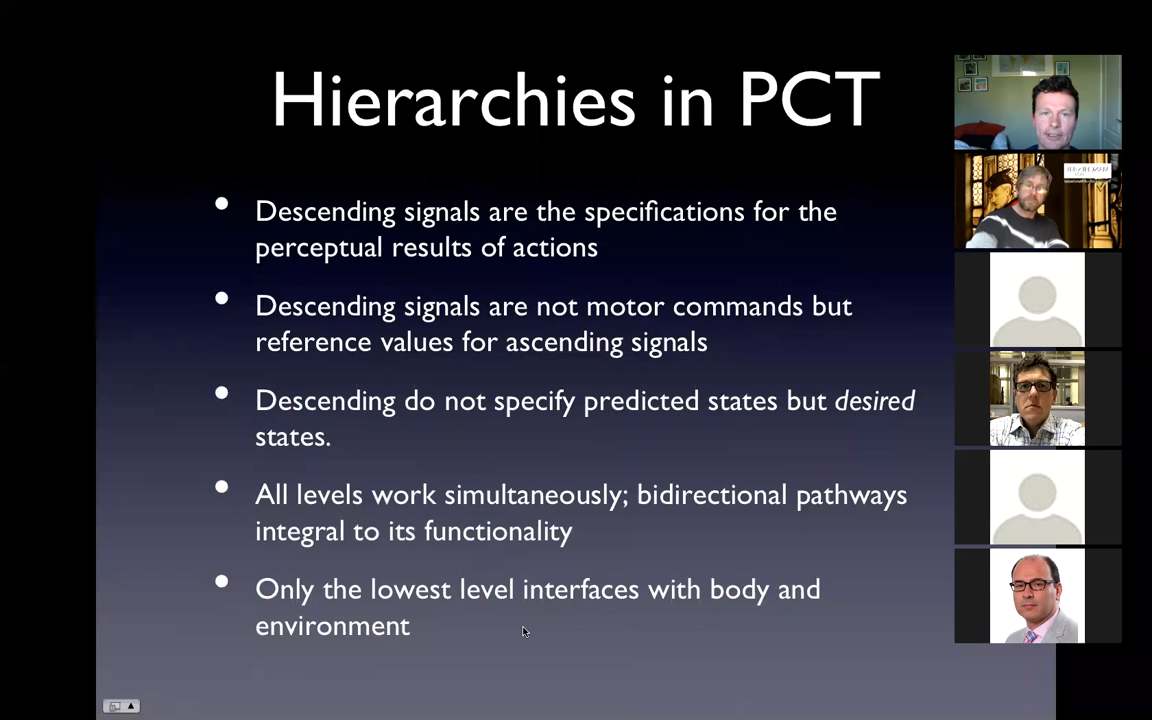 Hierarchies in PCT
Descending signals are the specifications for the
perceptual results of actions
Descending signals are not motor commands but
reference values for ascending signals
Descending do not specify predicted states but desired
states.
All levels work simultaneously; bidirectional pathways
integral to its functionality
Only the lowest level interfaces with body and
environment